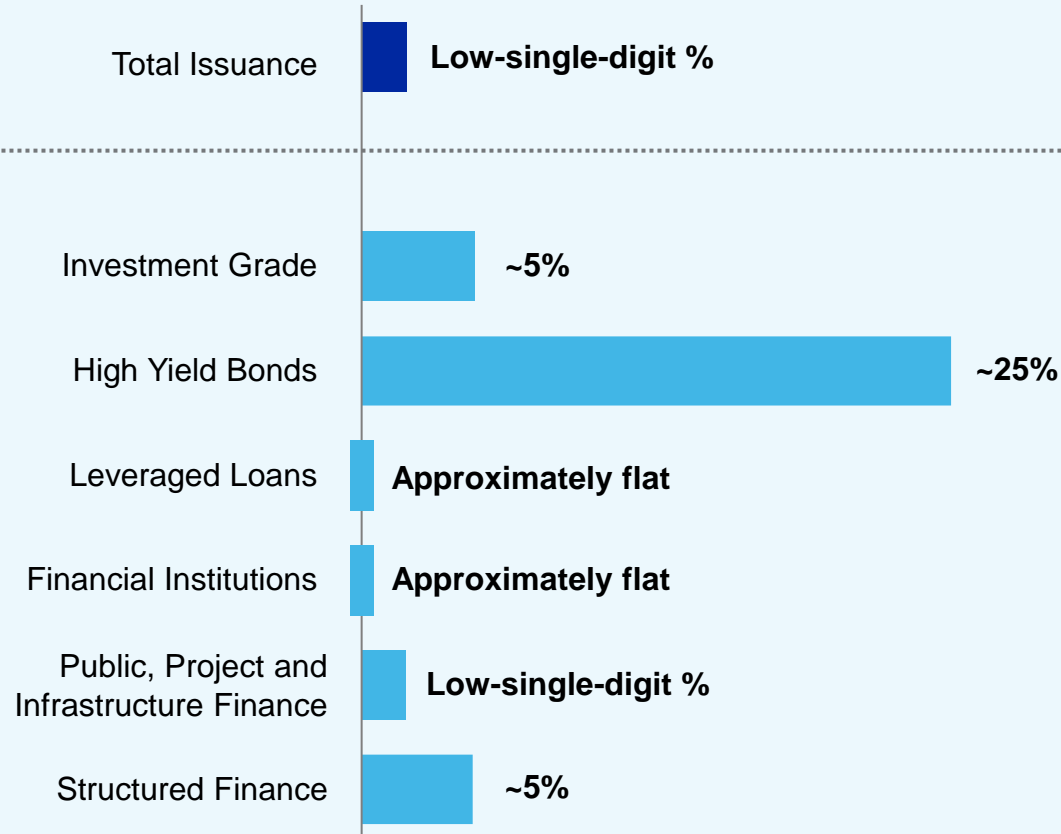 Total Issuance
Low-single-digit %
Investment Grade
~5%
High Yield Bonds
~25%
Leveraged Loans
Approximately flat
Financial Institutions
Approximately flat
Public, Project and
Infrastructure Finance
Low-single-digit %
Structured Finance
~5%